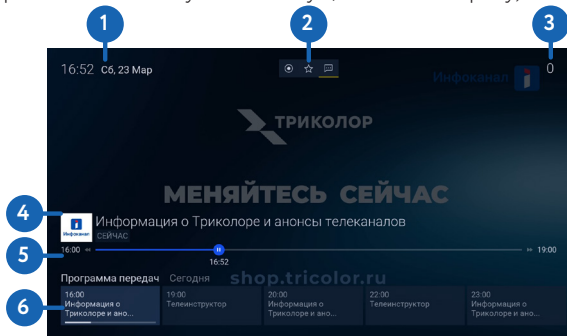 1
2
3
16:52 Сб, 23 Мар
Инфоканал
0
ТРИКОЛОР
МЕНЯЙТЕСЬ СЕЙЧАС
4
Инфоканал
Информация о Триколоре и анонсы телеканалов
СЕЙЧАС
5
16:00
19:00
16:52
Программа передач Сегодня
shop.tricolor.ru
6
16:00
Информация о
Триколоре и ано...
19:00
Телеинструктор
20:00
Информация о
Триколоре и ано...
22:00
Телеинструктор
23:00
Информация о
Триколоре и ано...